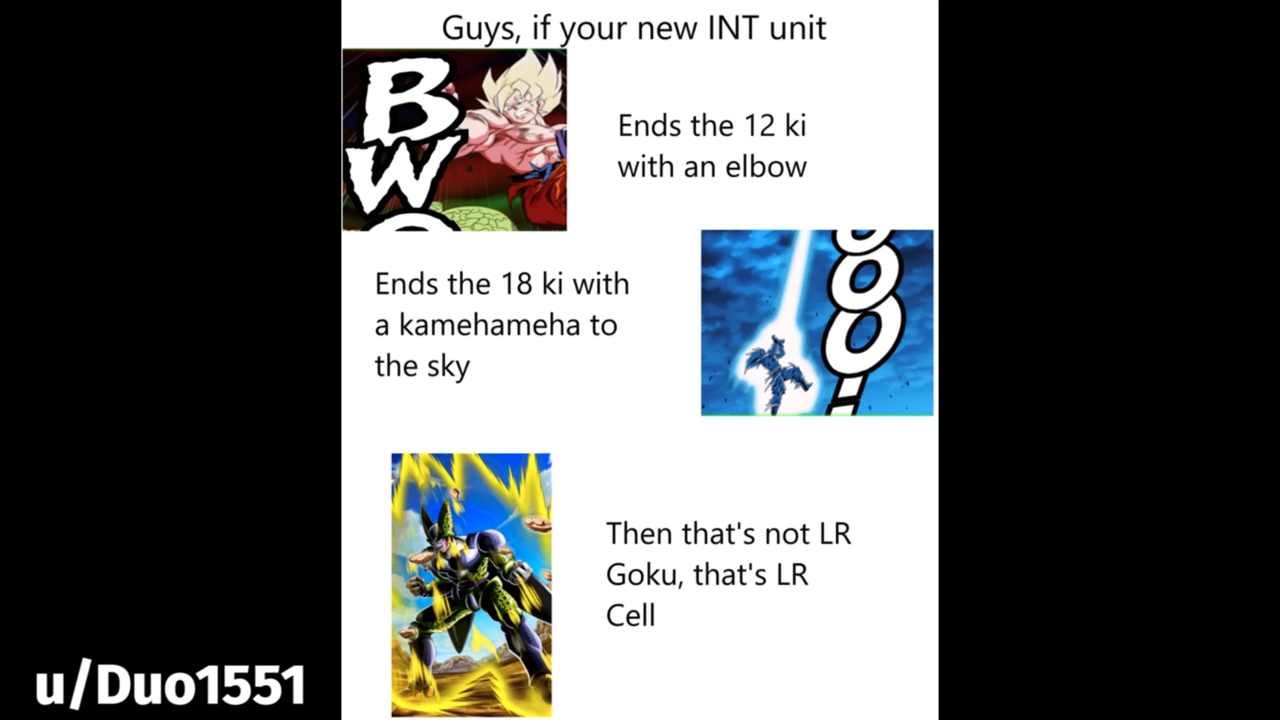 Guys, if your new INT unit
B
W
Ends the 12 ki
with an elbow
Ends the 18 ki with
a kamehameha to
the sky
O
O
O
!
Then that's not LR
Goku, that's LR
Cell
u/Duo1551